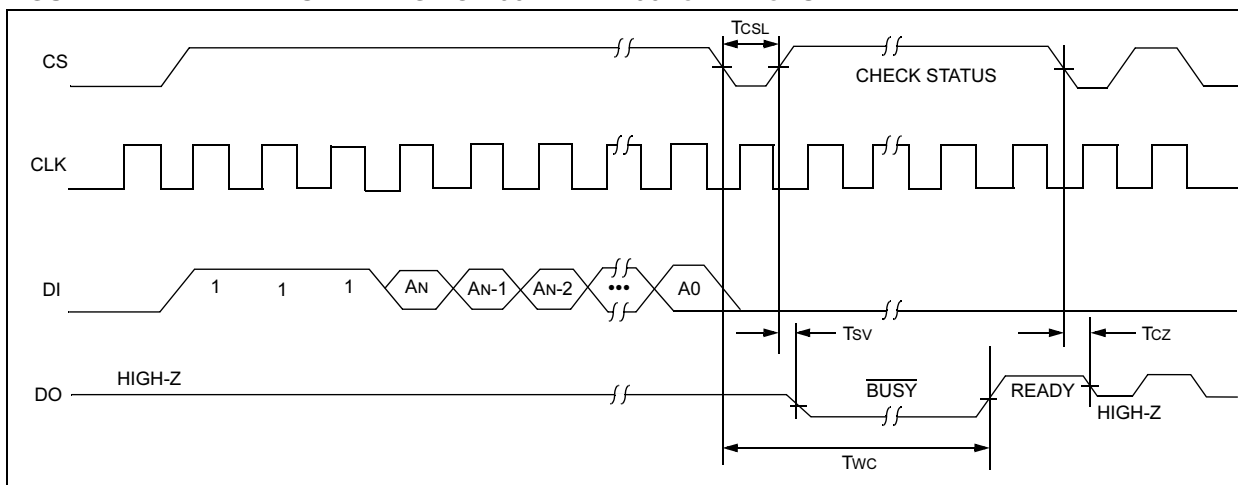 TCSL
CS
CHECK STATUS
CLK
DI
1 1 1 AN AN-1 AN-2 ••• A0
TSV
TCZ
HIGH-Z
DO
BUSY
READY
HIGH-Z
TWC